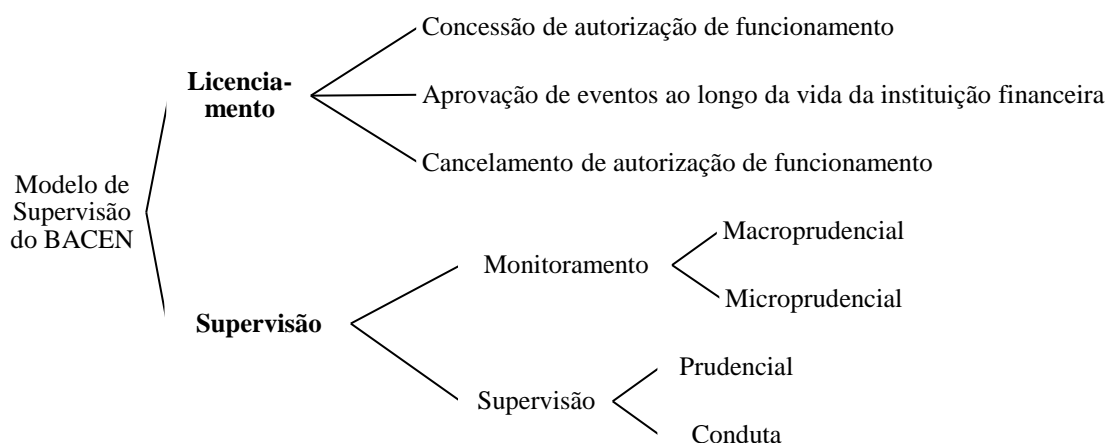 Concessão de autorização de funcionamento
Licencia-
mento
Aprovação de eventos ao longo da vida da instituição financeira
Cancelamento de autorização de funcionamento
Modelo de
Supervisão
do BACEN
Macroprudencial
Monitoramento
Microprudencial
Supervisão
Prudencial
Supervisão
Conduta